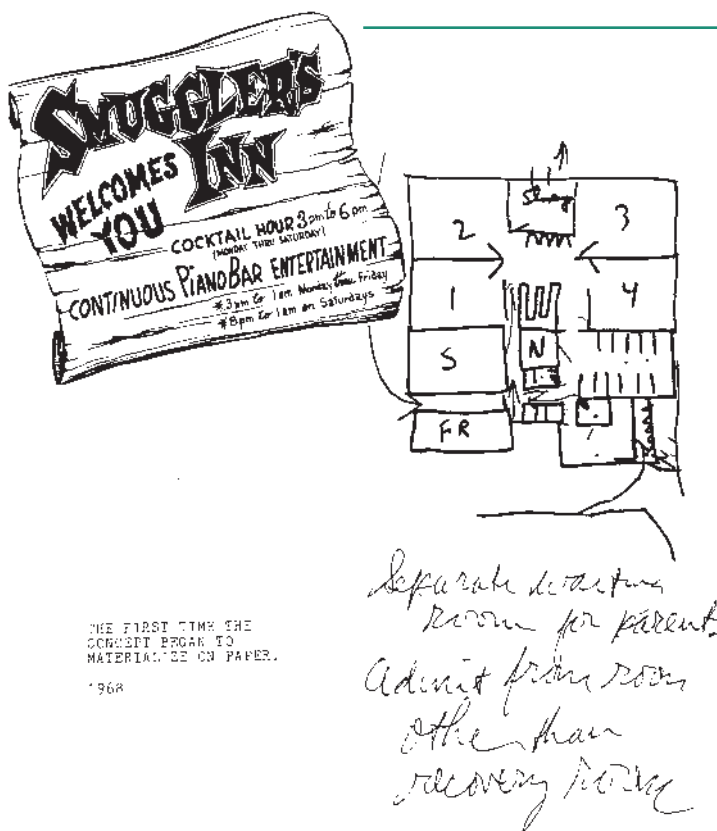 SMUGGLER'S
INN
WELCOMES
YOU
COCKTAIL HOUR 3pm to 6pm
(MONDAY THRU SATURDAY)
CONTINUOUS PIANO BAR ENTERTAINMENT
*3pm to 1am Monday thru Friday
*8pm to 1am on Saturdays
2
3
1
4
S
N
FR
THE FIRST TIME THE
CONCEPT BEGAN TO
MATERIALIZE ON PAPER.
1968
Separate waiting
room for parents
Admit from room
other than
recovery room